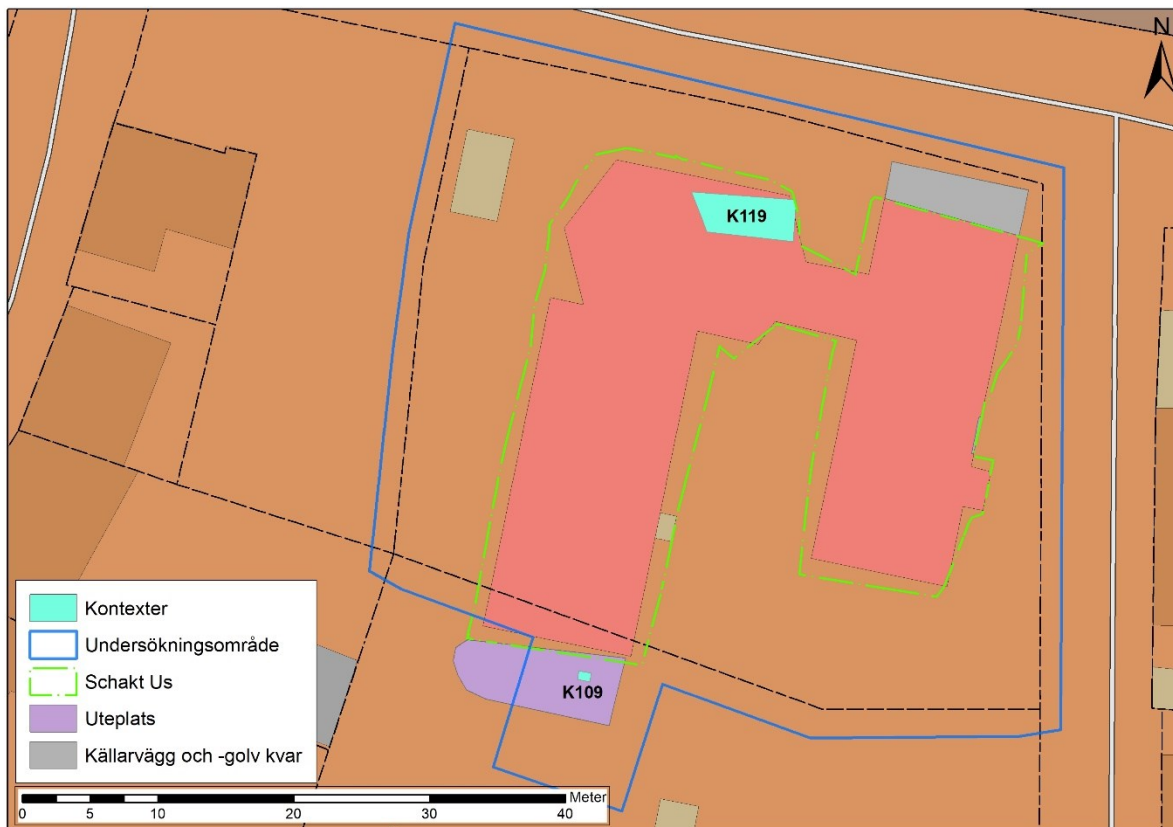 N
K119
K109
Kontexter
Undersökningsområde
Schakt Us
Uteplats
Källarvägg och -golv kvar
Meter
0 5 10 20 30 40